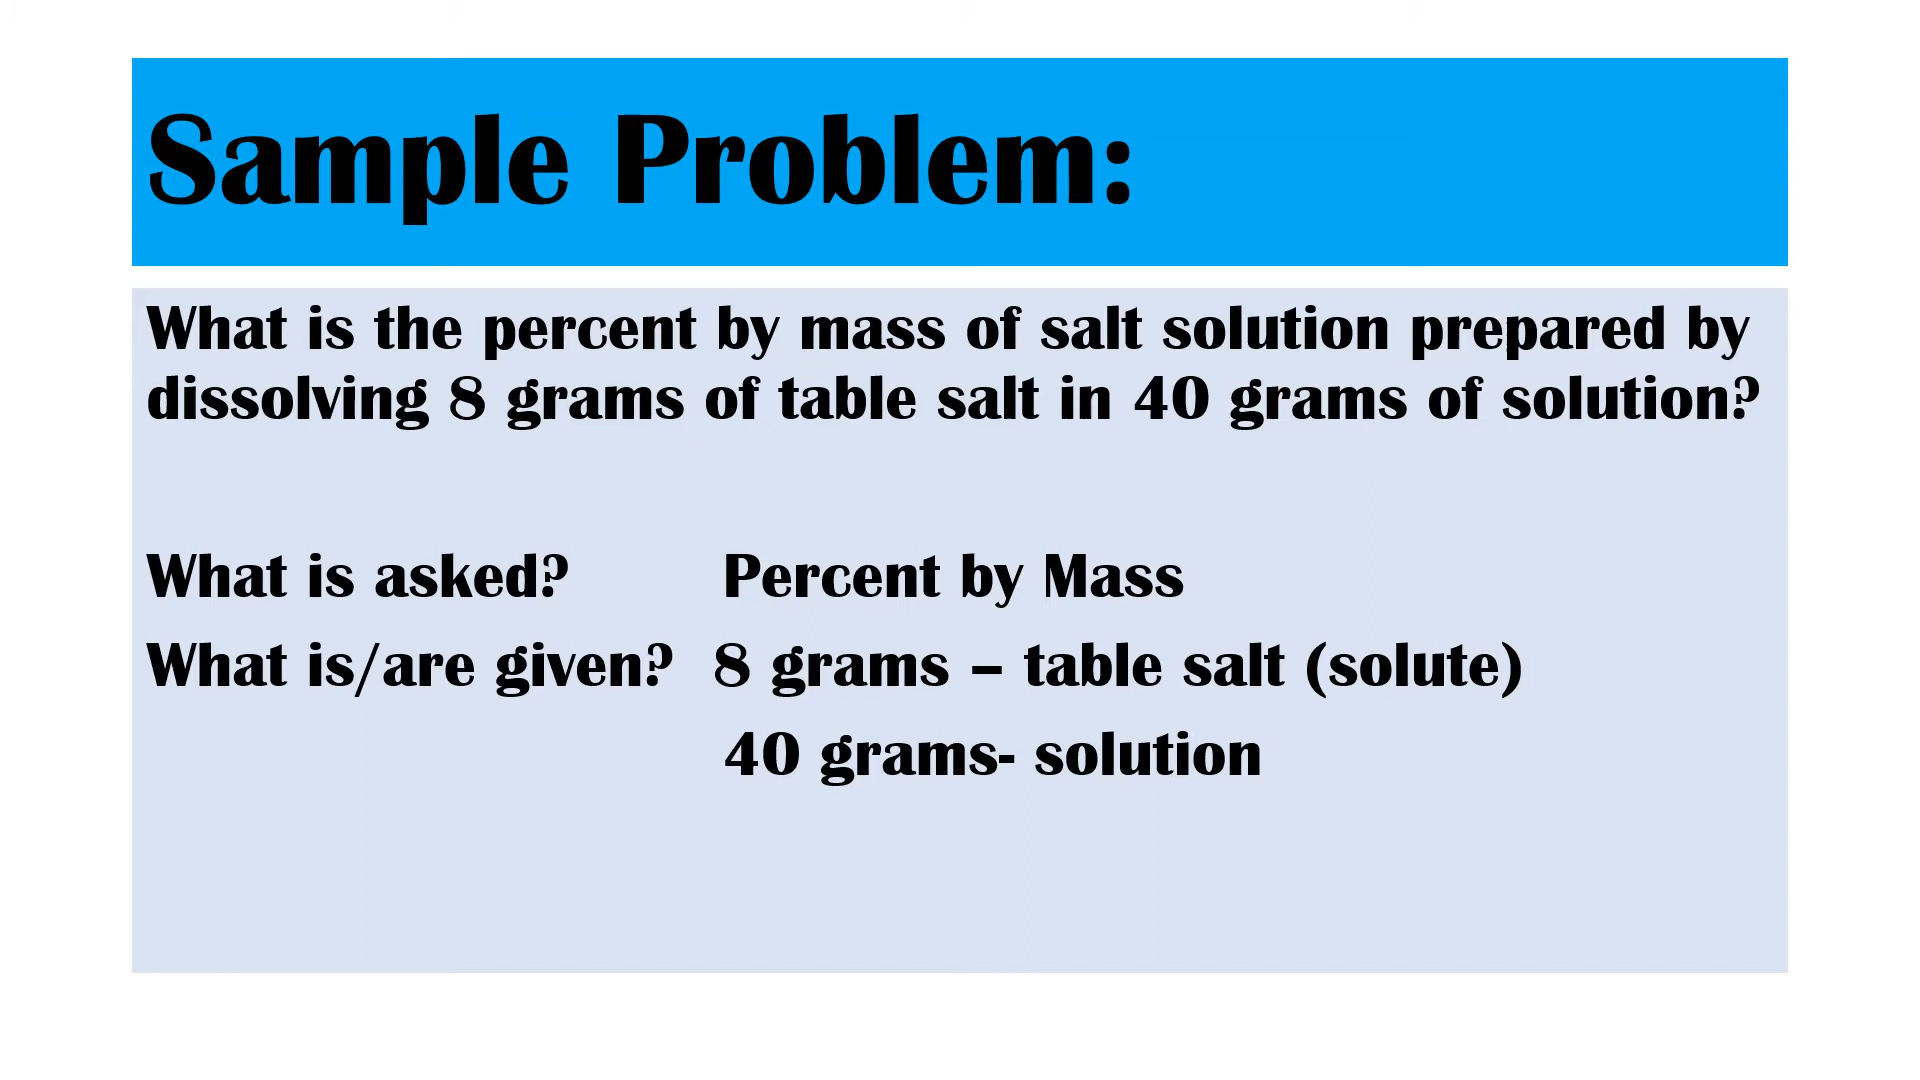 Sample Problem:
What is the percent by mass of salt solution prepared by
dissolving 8 grams of table salt in 40 grams of solution?
What is asked? Percent by Mass
What is/are given? 8 grams – table salt (solute)
40 grams- solution